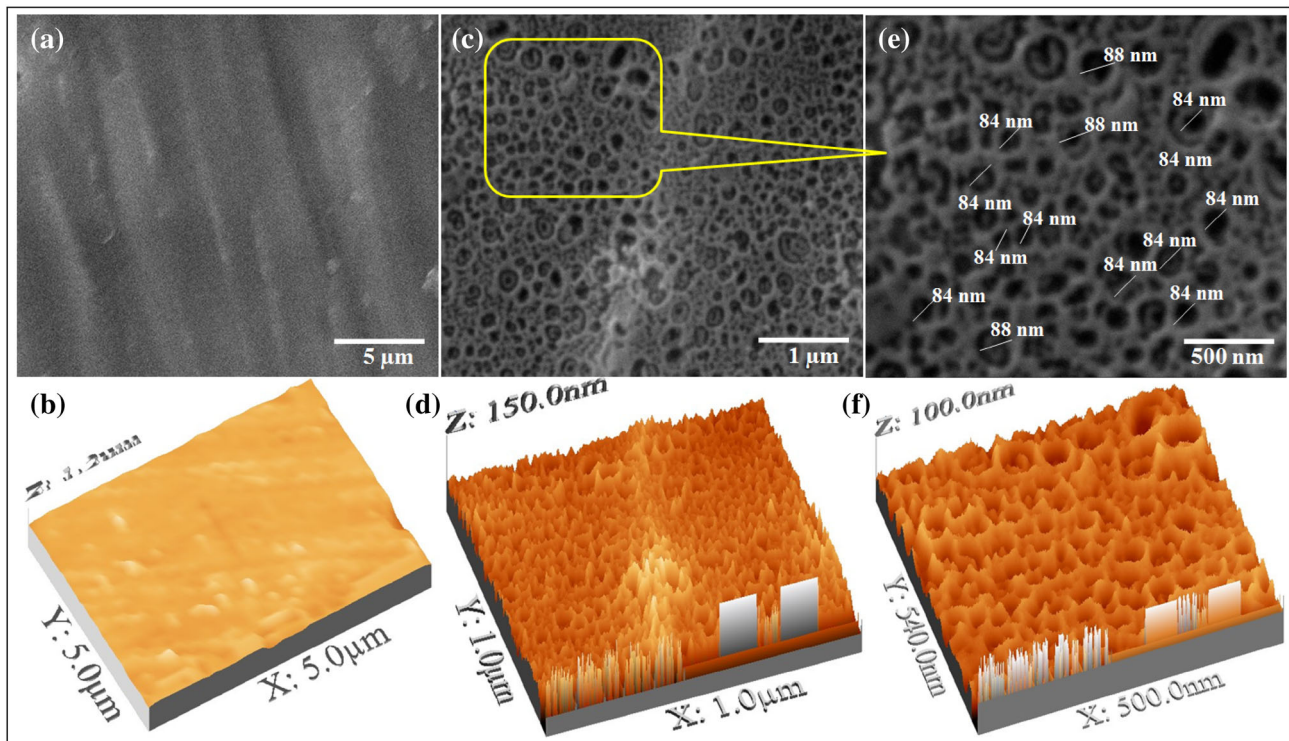 (a)
5 µm
(c)
1 µm
(e)
88 nm
84 nm
84 nm
88 nm
84 nm
84 nm
84 nm
84 nm
84 nm
84 nm
84 nm
84 nm
84 nm
88 nm
500 nm
(b)
Z: 1.2um
Y: 5.0µm
X: 5.0µm
(d)
Z: 150.0nm
Y: 1.0µm
X: 1.0µm
(f)
Z: 100.0nm
Y: 540.0nm
X: 500.0nm